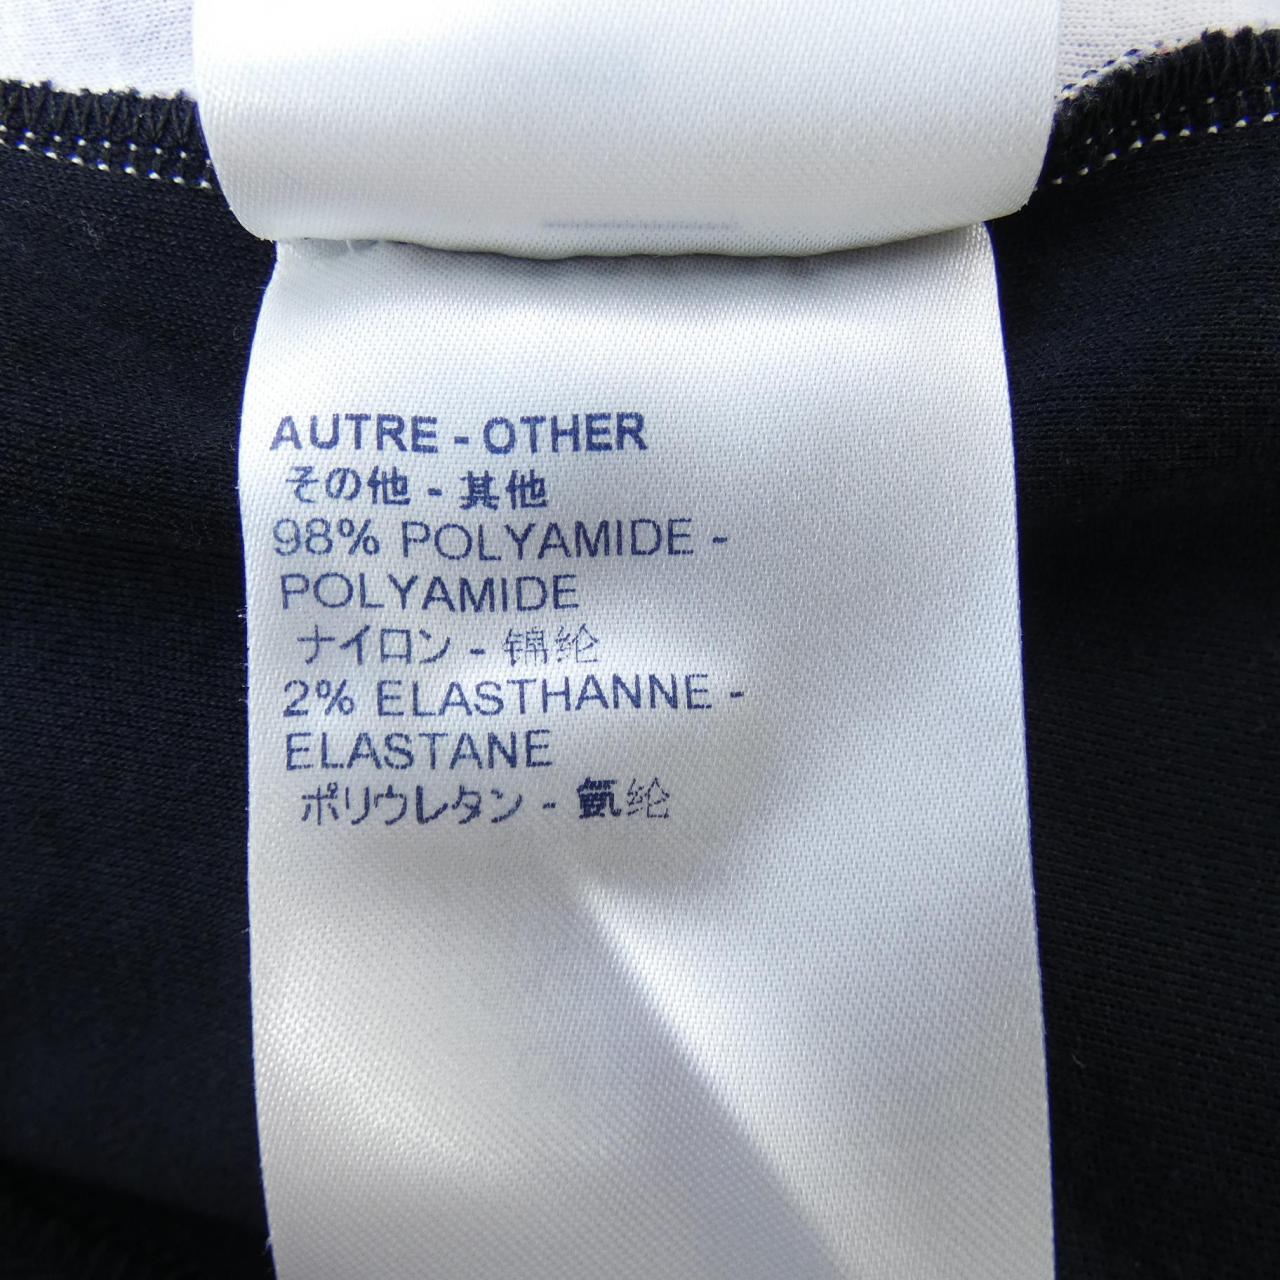 AUTRE - OTHER
その他 - 其他
98% POLYAMIDE -
POLYAMIDE
ナイロン - 锦纶
2% ELASTHANNE -
ELASTANE
ポリウレタン - 氨纶